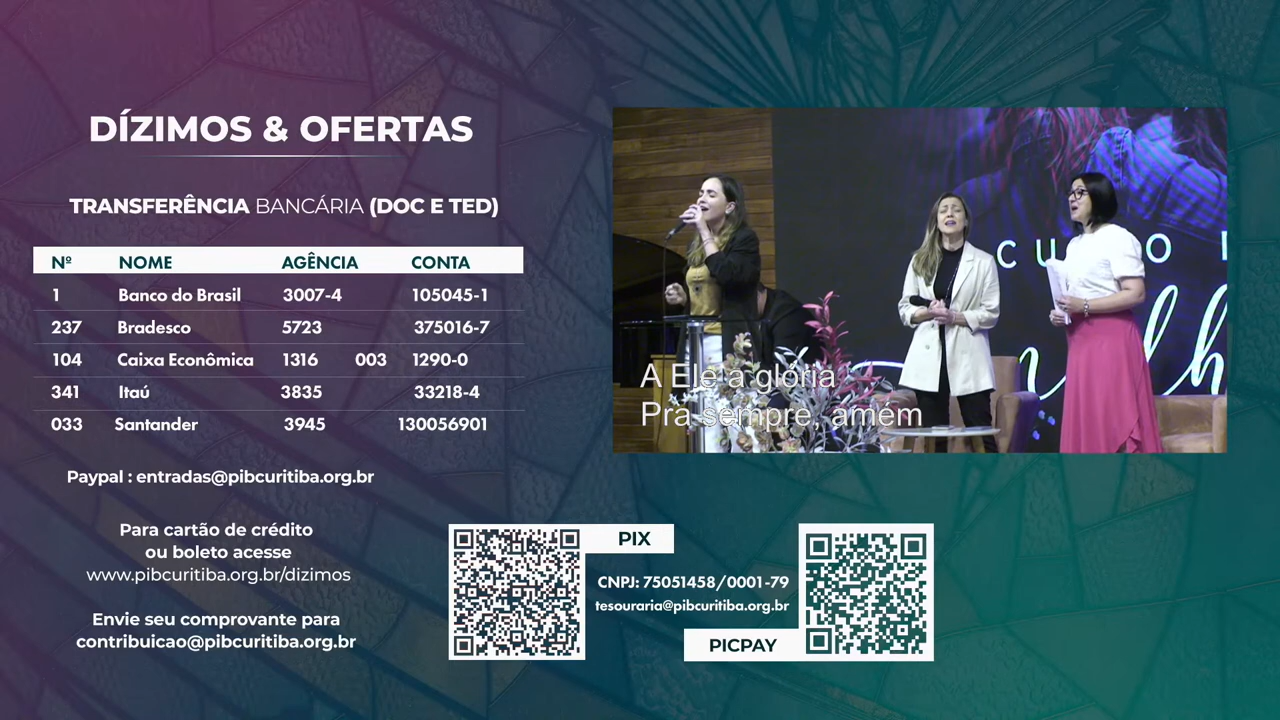 DÍZIMOS & OFERTAS
TRANSFERÊNCIA BANCÁRIA (DOC E TED)
Nº NOME AGÊNCIA CONTA
1 Banco do Brasil 3007-4 105045-1
237 Bradesco 5723 375016-7
104 Caixa Econômica 1316 003 1290-0
341 Itaú 3835 33218-4
033 Santander 3945 130056901
Paypal : entradas@pibcuritiba.org.br
Para cartão de crédito
ou boleto acesse
www.pibcuritiba.org.br/dizimos
Envie seu comprovante para
contribuicao@pibcuritiba.org.br
A Ele a glória
Pra sempre, amém
PIX
CNPJ: 75051458/0001-79
tesouraria@pibcuritiba.org.br
PICPAY